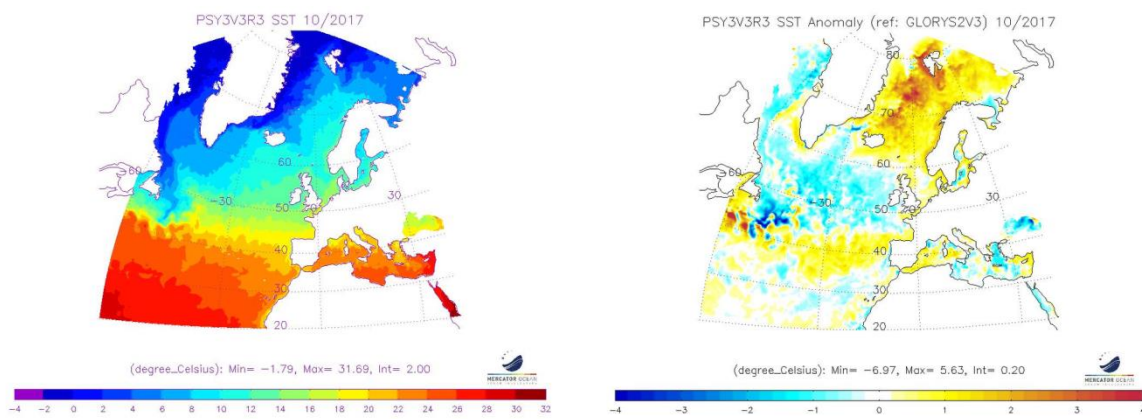 PSY3V3R3 SST 10/2017
60
-60
-30
50
20
30
40
30
20
(degree_Celsius): Min= -1.79, Max= 31.69, Int= 2.00
MERCATOR OCEAN
-4 -2 0 2 4 6 8 10 12 14 16 18 20 22 24 26 28 30 32
PSY3V3R3 SST Anomaly (ref: GLORYS2V3) 10/2017
80
70
60
-60
-30
50
20
30
40
30
20
(degree_Celsius): Min= -6.97, Max= 5.63, Int= 0.20
MERCATOR OCEAN
-4 -3 -2 -1 0 1 2 3 4